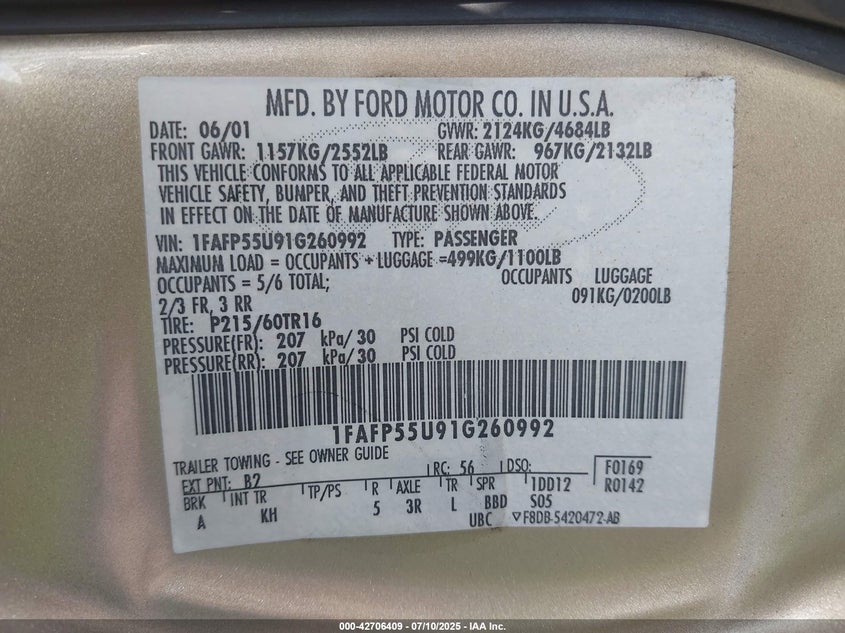 MFD. BY FORD MOTOR CO. IN U.S.A.
DATE: 06/01 GVWR: 2124KG/4684LB
FRONT GAWR: 1157KG/2552LB REAR GAWR: 967KG/2132LB
THIS VEHICLE CONFORMS TO ALL APPLICABLE FEDERAL MOTOR
VEHICLE SAFETY, BUMPER, AND THEFT PREVENTION STANDARDS
IN EFFECT ON THE DATE OF MANUFACTURE SHOWN ABOVE.
VIN: 1FAFP55U91G260992 TYPE: PASSENGER
MAXIMUM LOAD = OCCUPANTS + LUGGAGE =499KG/1100LB
OCCUPANTS = 5/6 TOTAL; OCCUPANTS LUGGAGE
2/3 FR, 3 RR 091KG/0200LB
TIRE: P215/60TR16
PRESSURE(FR): 207 kPa/30 PSI COLD
PRESSURE(RR): 207 kPa/30 PSI COLD
1FAFP55U91G260992
TRAILER TOWING - SEE OWNER GUIDE
EXT PNT: B2 RC: 56 DSO: F0169
BRK INT TR TP/PS R AXLE TR SPR 1DD12 R0142
A KH 5 3R L BBD S05
UBC ▽F8DB-5420472-AB
000-42706409 - 07/10/2025 - IAA Inc.